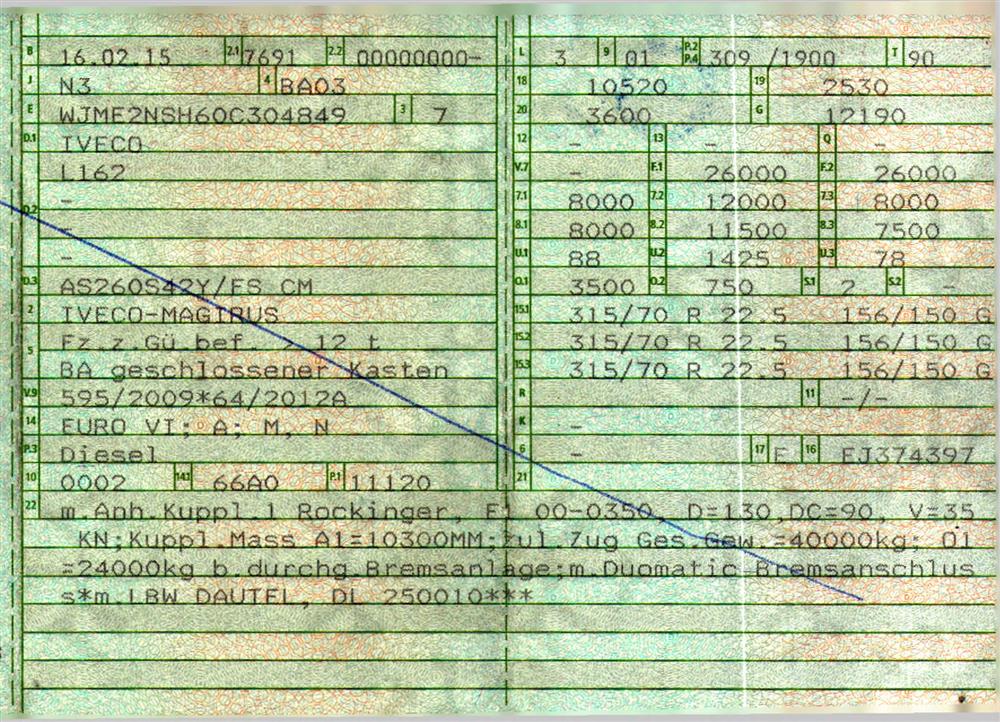 B 16.02.15 2.1 7691 2.2 00000000-
J N3 4 BA03
E WJME2NSH60C304849 3 7
D.1 IVECO
L162
D.2 -
-
-
D.3 AS260S42Y/FS CM
2 IVECO-MAGIRUS
Fz.z.Gü.bef. > 12 t
5 BA geschlossener Kasten
V.9 595/2009*64/2012A
14 EURO VI; A; M, N
P.3 Diesel
10 0002 14.1 66A0 P.1 11120
L 3 9 01 P.2 P.4 309 /1900 T 90
18 10520 19 2530
20 3600 G 12190
12 - 13 - Q -
V.7 - F.1 26000 F.2 26000
7.1 8000 7.2 12000 7.3 8000
8.1 8000 8.2 11500 8.3 7500
U.1 88 U.2 1425 U.3 78
O.1 3500 O.2 750 S.1 2 S.2 -
15.1 315/70 R 22.5 156/150 G
15.2 315/70 R 22.5 156/150 G
15.3 315/70 R 22.5 156/150 G
R 11 -/-
K -
6 - 17 E 16 EJ374397
21
22 m.Anh.Kuppl.1 Rockinger, E1 00-0350, D=130,DC=90, V=35
KN;Kuppl.Mass A1=10300MM;zul.Zug Ges.Gew.=40000kg; O1
=24000kg b.durchg.Bremsanlage;m.Duomatic-Bremsanschlus
s*m.LBW DAUTEL, DL 250010***